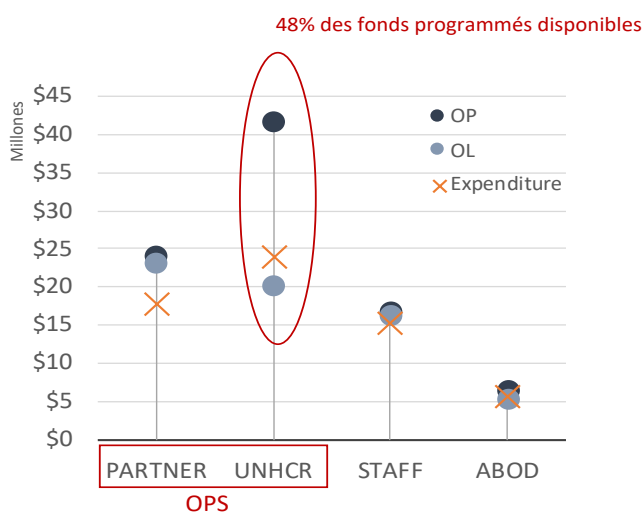 48% des fonds programmés disponibles
Millones
$45
$40
$35
$30
$25
$20
$15
$10
$5
$0
OP
OL
Expenditure
PARTNER UNHCR STAFF ABOD
OPS